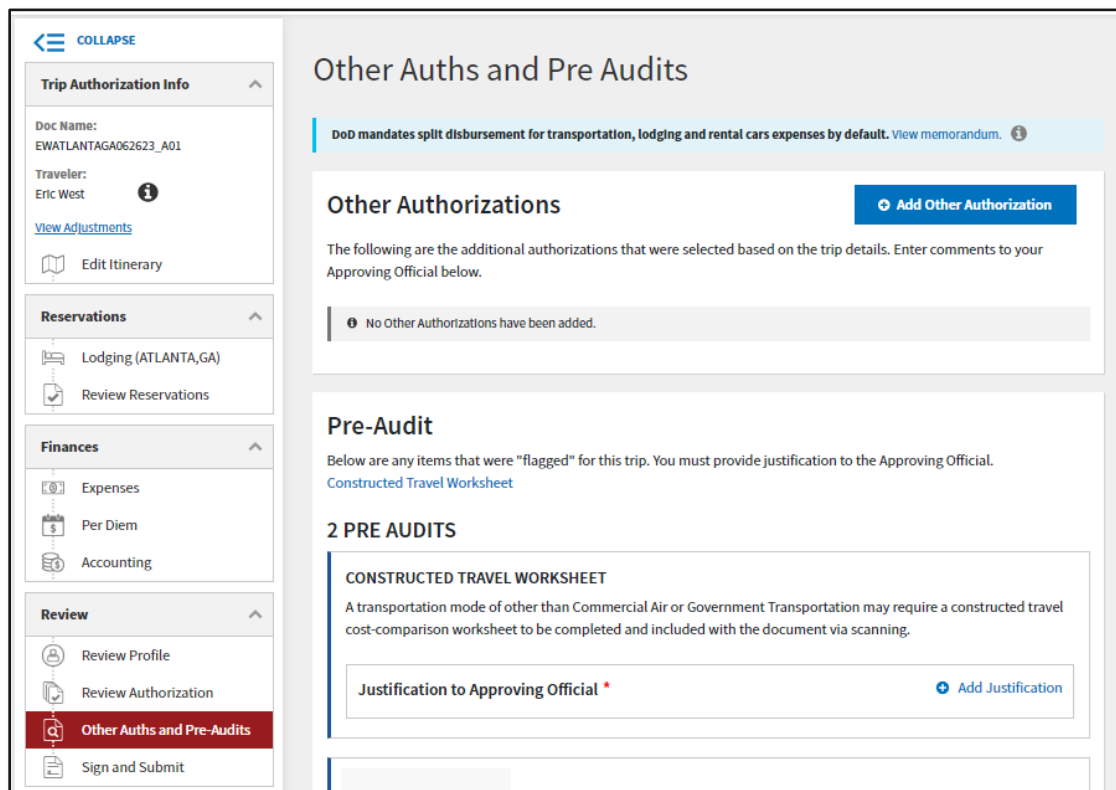 COLLAPSE
Trip Authorization Info
Doc Name:
EWATLANTAGA062623_A01
Traveler:
Eric West
View Adjustments
Edit Itinerary
Reservations
Lodging (ATLANTA,GA)
Review Reservations
Finances
Expenses
Per Diem
Accounting
Review
Review Profile
Review Authorization
Other Auths and Pre-Audits
Sign and Submit
Other Auths and Pre Audits
DoD mandates split disbursement for transportation, lodging and rental cars expenses by default. View memorandum.
Other Authorizations
Add Other Authorization
The following are the additional authorizations that were selected based on the trip details. Enter comments to your
Approving Official below.
No Other Authorizations have been added.
Pre-Audit
Below are any items that were "flagged" for this trip. You must provide justification to the Approving Official.
Constructed Travel Worksheet
2 PRE AUDITS
CONSTRUCTED TRAVEL WORKSHEET
A transportation mode of other than Commercial Air or Government Transportation may require a constructed travel
cost-comparison worksheet to be completed and included with the document via scanning.
Justification to Approving Official *
Add Justification